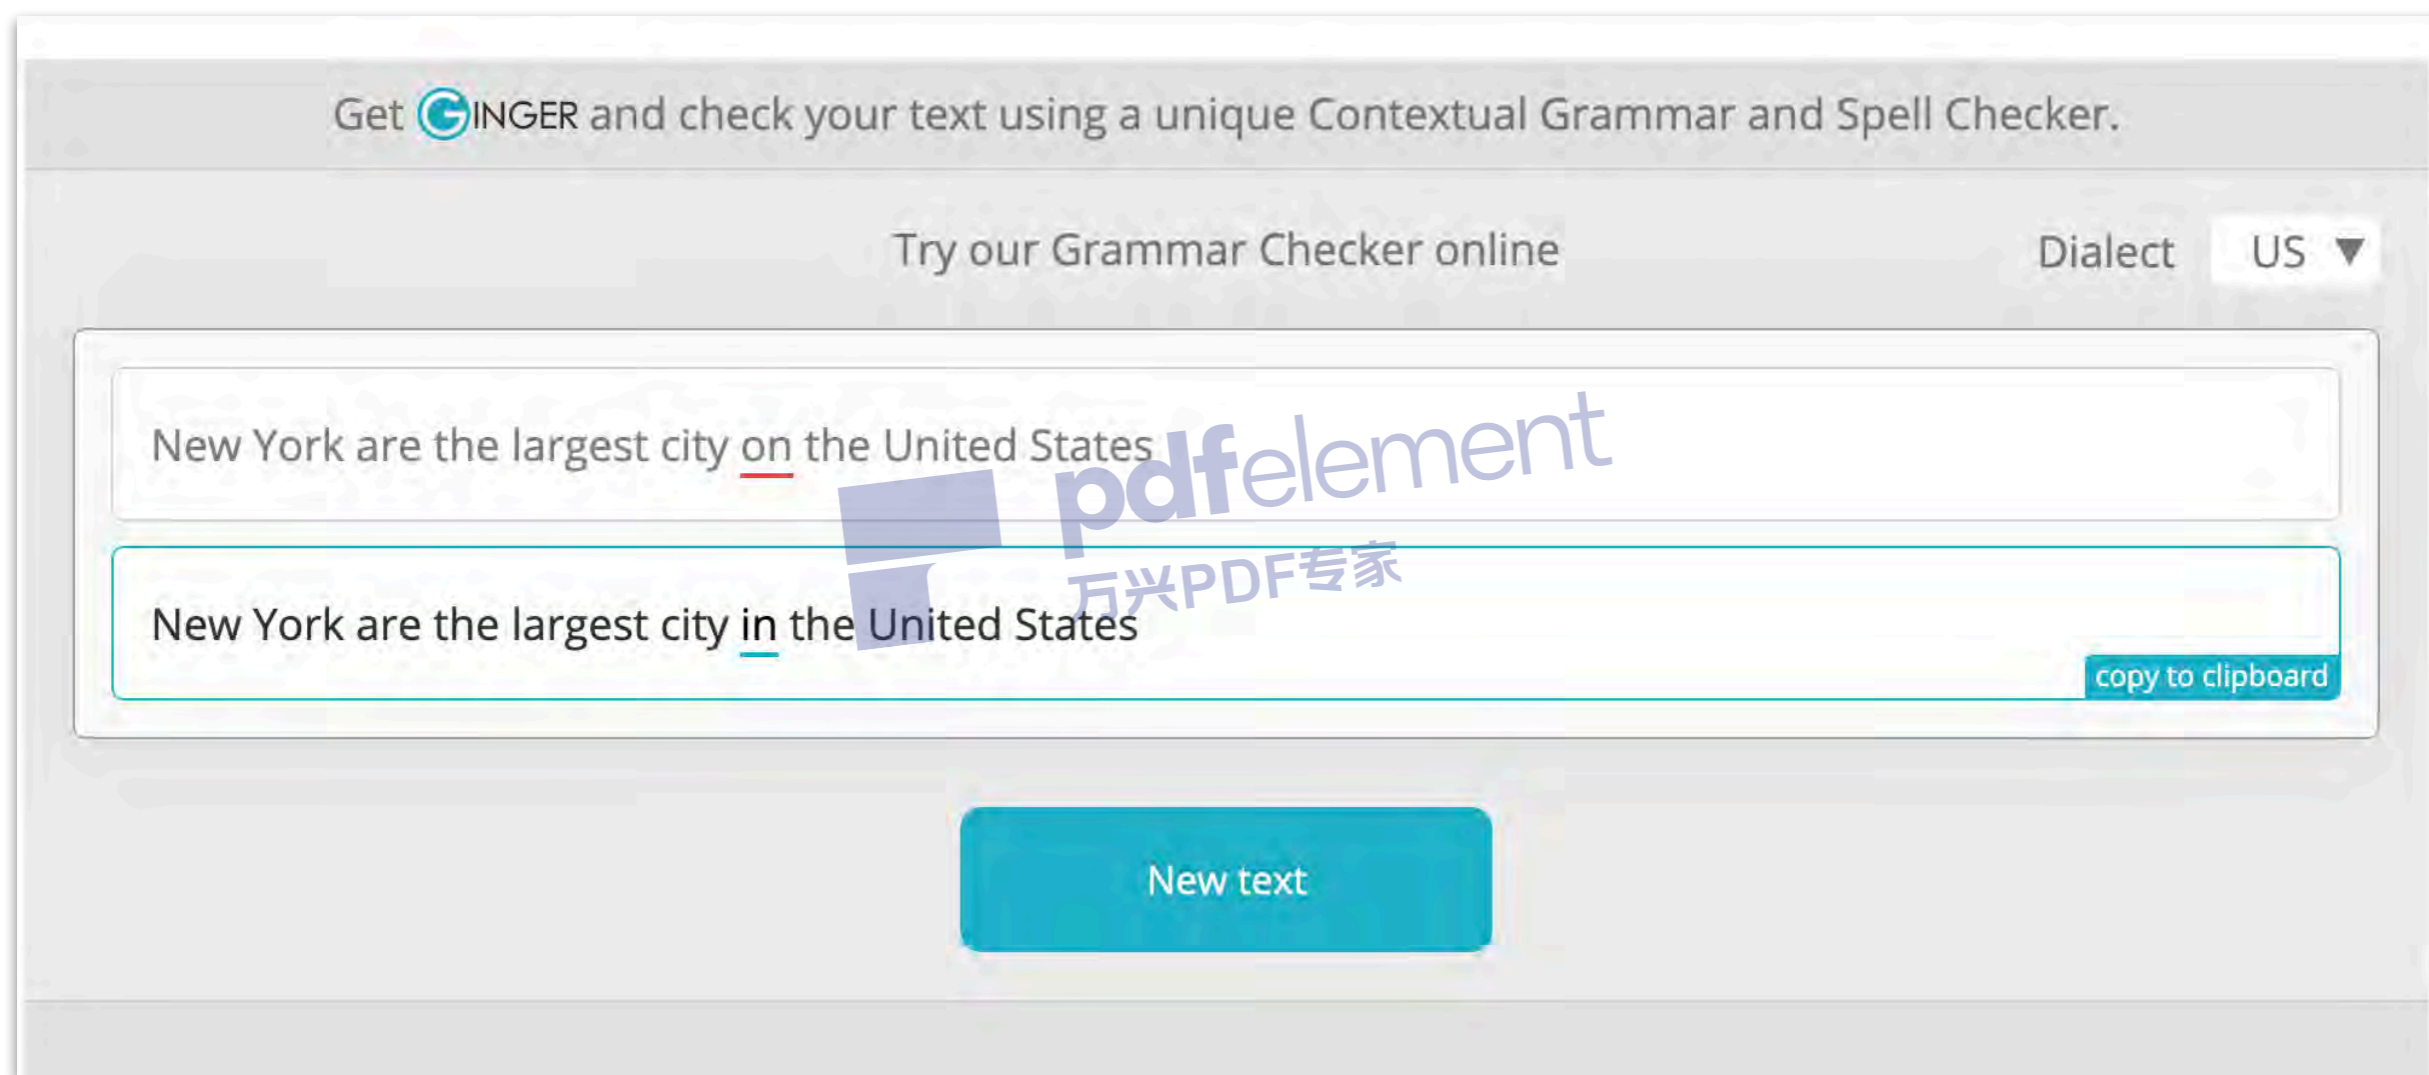 Get GINGER and check your text using a unique Contextual Grammar and Spell Checker.
Try our Grammar Checker online
Dialect US
New York are the largest city on the United States
pdfelement
万兴PDF专家
New York are the largest city in the United States
copy to clipboard
New text